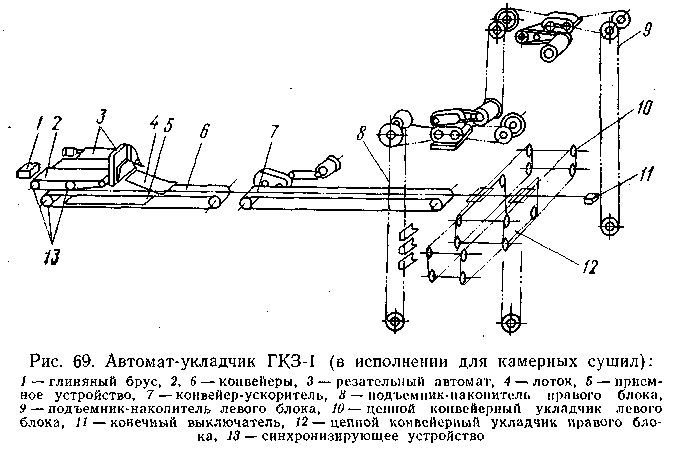 1
2
3
4
5
6
7
8
9
10
11
12
13
Рис. 69. Автомат-укладчик ГКЗ-I (в исполнении для камерных сушил):
1 — глиняный брус, 2, 6 — конвейеры, 3 — резательный автомат, 4 — лоток, 5 — прием-
ное устройство, 7 — конвейер-ускоритель, 8 — подъемник-накопитель правого блока,
9 — подъемник-накопитель левого блока, 10 — цепной конвейерный укладчик левого
блока, 11 — конечный выключатель, 12 — цепной конвейерный укладчик правого бло-
ка, 13 — синхронизирующее устройство